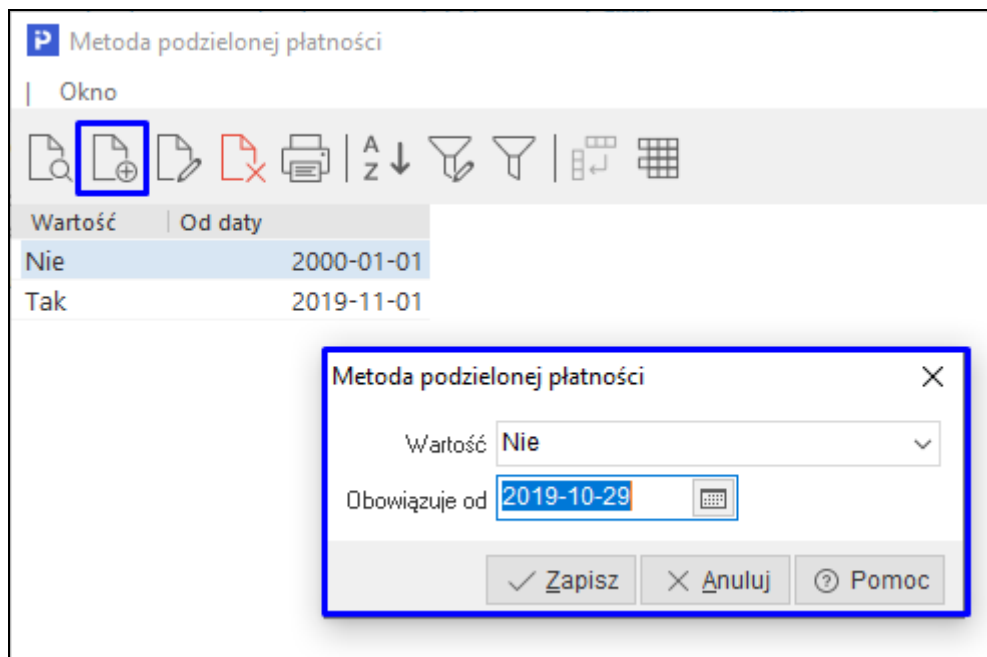 Metoda podzielonej płatności
| Okno
A
Z
Wartość Od daty
Nie 2000-01-01
Tak 2019-11-01
Metoda podzielonej płatności
Wartość Nie
Obowiązuje od 2019-10-29
Zapisz Anuluj Pomoc